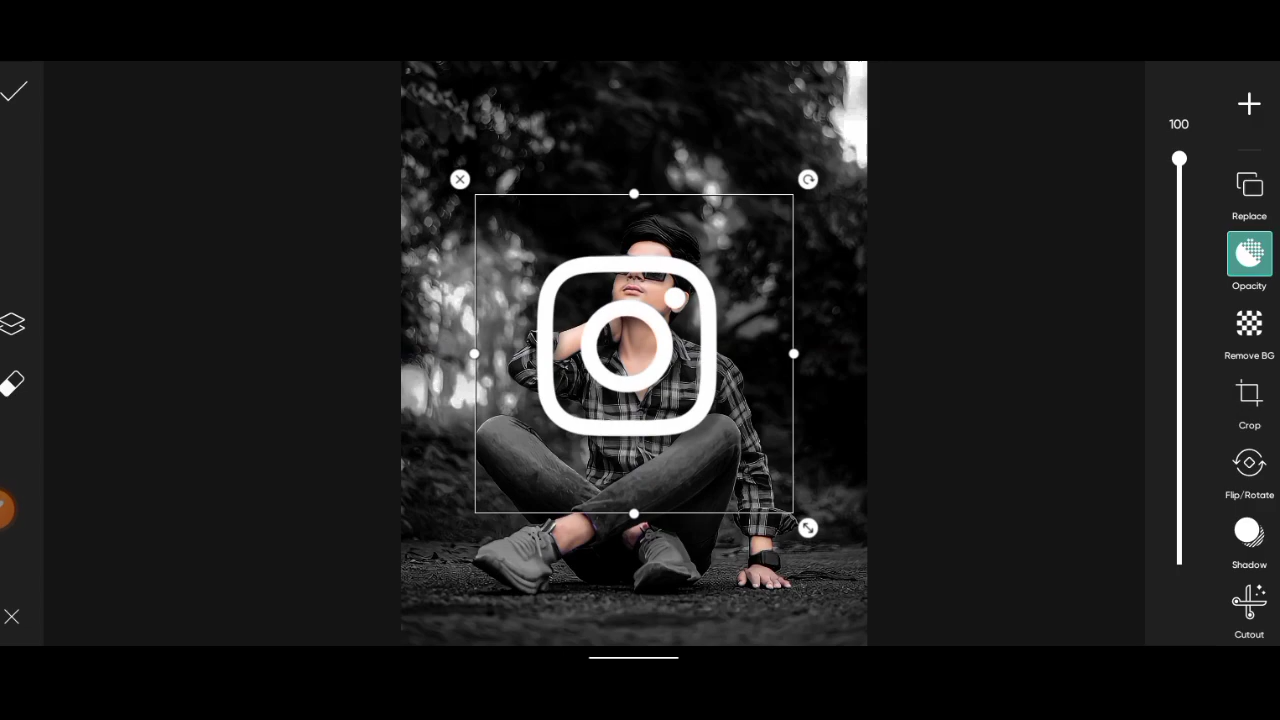 100
Replace
Opacity
Remove BG
Crop
Flip/Rotate
Shadow
Cutout